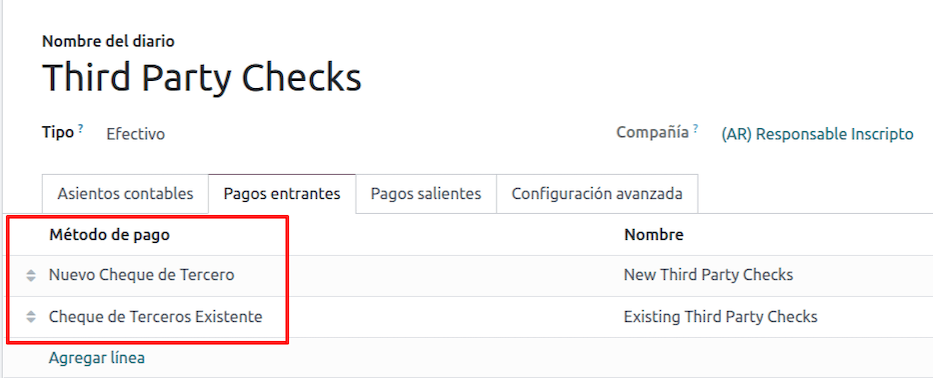 Nombre del diario
Third Party Checks
Tipo ? Efectivo Compañía ? (AR) Responsable Inscripto
Asientos contables Pagos entrantes Pagos salientes Configuración avanzada
Método de pago Nombre
Nuevo Cheque de Tercero New Third Party Checks
Cheque de Terceros Existente Existing Third Party Checks
Agregar línea